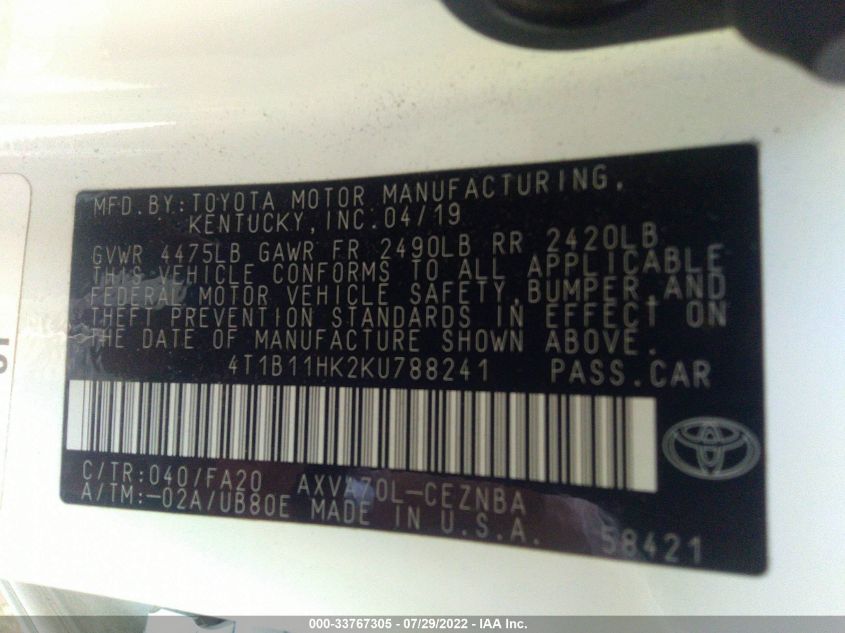 MFD.BY:TOYOTA MOTOR MANUFACTURING,
KENTUCKY,INC.04/19
GVWR 4475LB GAWR FR 2490LB RR 2420LB
THIS VEHICLE CONFORMS TO ALL APPLICABLE
FEDERAL MOTOR VEHICLE SAFETY,BUMPER,AND
THEFT PREVENTION STANDARDS IN EFFECT ON
THE DATE OF MANUFACTURE SHOWN ABOVE.
4T1B11HK2KU788241 PASS.CAR
C/TR:040/FA20 AXVA70L-CEZNBA
A/TM:-02A/UB80E MADE IN U.S.A.
58421
000-33767305 / 07/29/2022 - IAA Inc.